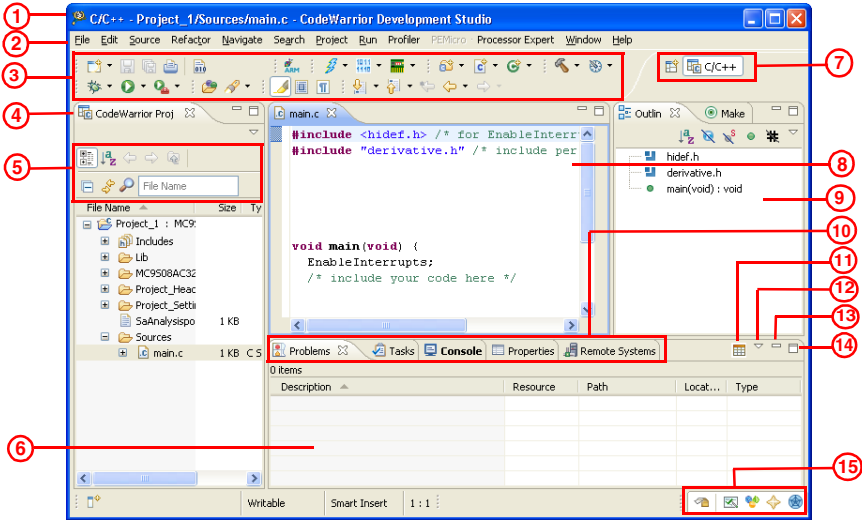 1
C/C++ - Project_1/Sources/main.c - CodeWarrior Development Studio
2
File Edit Source Refactor Navigate Search Project Run Profiler PEMicro Processor Expert Window Help
3
010
ARM
C/C++
7
4
CodeWarrior Proj
main.c
Outlin
Make
5
#include <hidef.h> /* for EnableInterr
#include "derivative.h" /* include per
8
hidef.h
derivative.h
main(void) : void
9
File Name
File Name Size Ty
10
Project_1 : MC9
Includes
Lib
MC9S08AC32
Project_Head
Project_Settin
SaAnalysispo 1 KB
Sources
main.c 1 KB C S
void main(void) {
EnableInterrupts;
/* include your code here */
11
12
13
14
Problems Tasks Console Properties Remote Systems
0 items
Description Resource Path Locat... Type
6
15
Writable Smart Insert 1 : 1